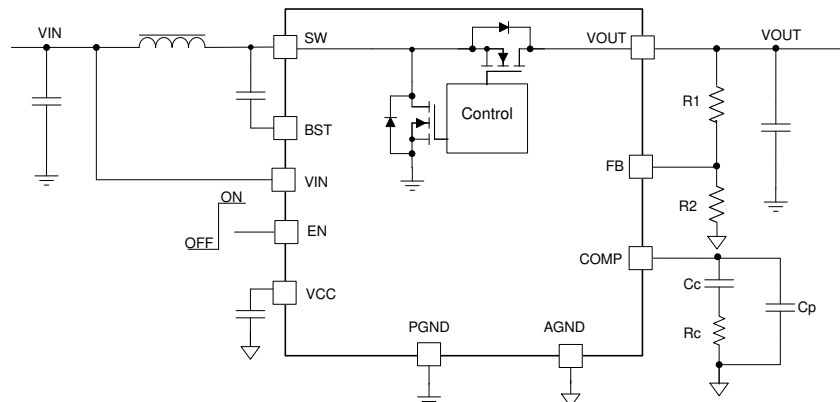 VIN
SW
VOUT
VOUT
R1
Control
BST
FB
VIN
R2
ON
OFF
EN
COMP
Cc
VCC
Cp
Rc
PGND
AGND